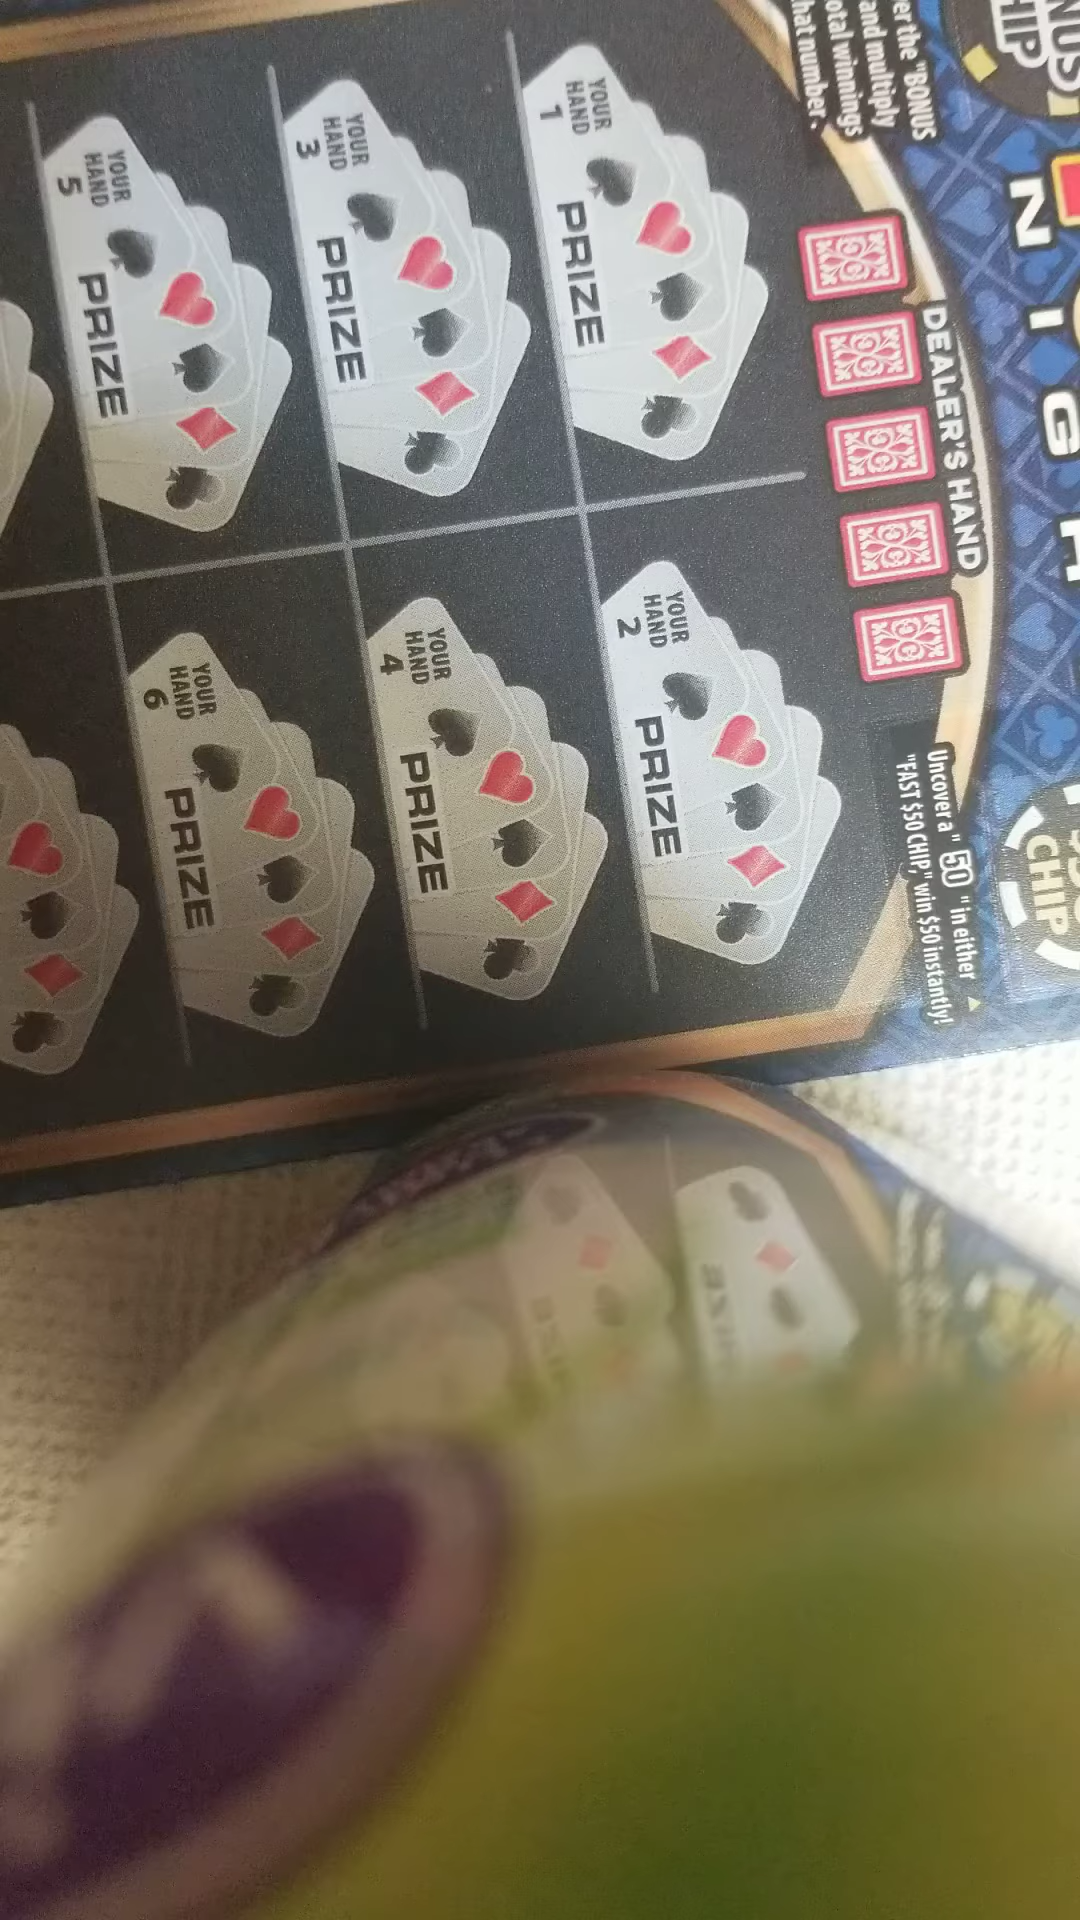 NUS
HIP
er the "BONUS
and multiply
otal winnings
hat number.
NIGH
CHIP
DEALER'S HAND
Uncover a "50" in either
"FAST $50 CHIP," win $50 instantly!
YOUR
HAND
1
PRIZE
YOUR
HAND
2
PRIZE
YOUR
HAND
3
PRIZE
YOUR
HAND
4
PRIZE
YOUR
HAND
5
PRIZE
YOUR
HAND
6
PRIZE